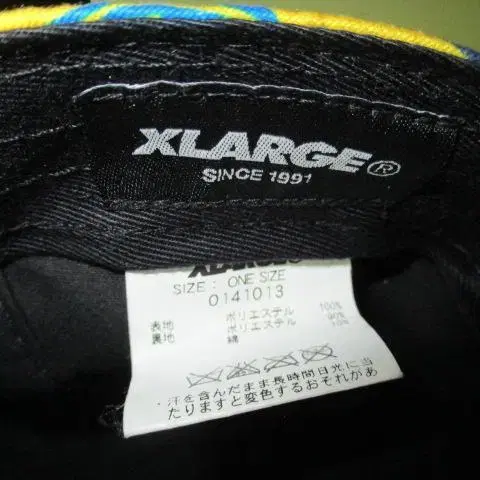 XLARGE®
SINCE 1991
XLARGE®
SIZE: ONE SIZE
0141013
表地 ポリエステル 100%
裏地 ポリエステル 90%
綿 10%
汗を含んだまま長時間日光に当
たりますと変色するおそれがあ